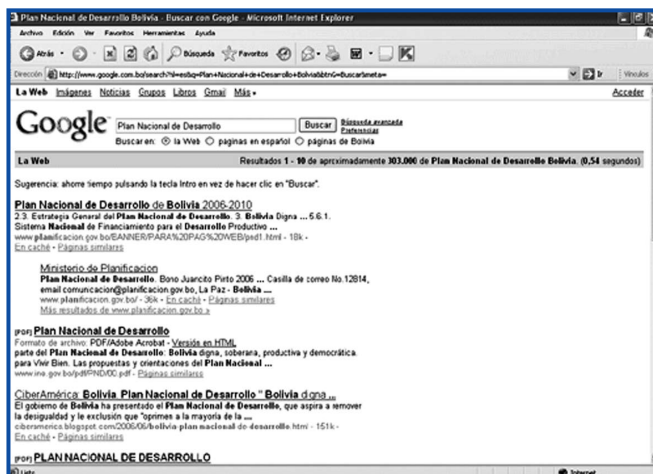 Plan Nacional de Desarrollo Bolivia - Buscar con Google - Microsoft Internet Explorer
Archivo Edición Ver Favoritos Herramientas Ayuda
Atrás Búsqueda Favoritos
Dirección http://www.google.com.bo/search?hl=es&q=Plan+Nacional+de+Desarrollo+Bolivia&btnG=Buscar&meta= Ir Vínculos
La Web Imágenes Noticias Grupos Libros Gmail Más Acceder
Google Plan Nacional de Desarrollo Buscar Búsqueda avanzada
Preferencias
Buscar en: la Web páginas en español páginas de Bolivia
La Web Resultados 1 - 10 de aproximadamente 303.000 de Plan Nacional de Desarrollo Bolivia. (0,54 segundos)
Sugerencia: ahorre tiempo pulsando la tecla Intro en vez de hacer clic en "Buscar".
Plan Nacional de Desarrollo de Bolivia 2006-2010
2.3. Estrategia General del Plan Nacional de Desarrollo. 3. Bolivia Digna ... 5.6.1.
Sistema Nacional de Financiamiento para el Desarrollo Productivo ...
www.planificacion.gov.bo/BANNER/PARA%20PAG%20WEB/pnd1.html - 18k -
En caché - Páginas similares
Ministerio de Planificacion
Plan Nacional de Desarrollo. Bono Juancito Pinto 2006 ... Casilla de correo No.12814,
email comunicacion@planificacion.gov.bo, La Paz - Bolivia ...
www.planificacion.gov.bo/ - 36k - En caché - Páginas similares
Más resultados de www.planificacion.gov.bo »
[PDF] Plan Nacional de Desarrollo
Formato de archivo: PDF/Adobe Acrobat - Versión en HTML
parte del Plan Nacional de Desarrollo: Bolivia digna, soberana, productiva y democrática.
para Vivir Bien. Las propuestas y orientaciones del Plan Nacional ...
www.ine.gov.bo/pdf/PND/00.pdf - Páginas similares
CiberAmérica: Bolivia. Plan Nacional de Desarrollo " Bolivia digna ...
El gobierno de Bolivia ha presentado el Plan Nacional de Desarrollo, que aspira a remover
la desigualdad y le exclusión que "oprimen a la mayoría de la ...
ciberamerica.blogspot.com/2006/06/bolivia-plan-nacional-de-desarrollo.html - 151k -
En caché - Páginas similares
[PDF] PLAN NACIONAL DE DESARROLLO
Listo Internet